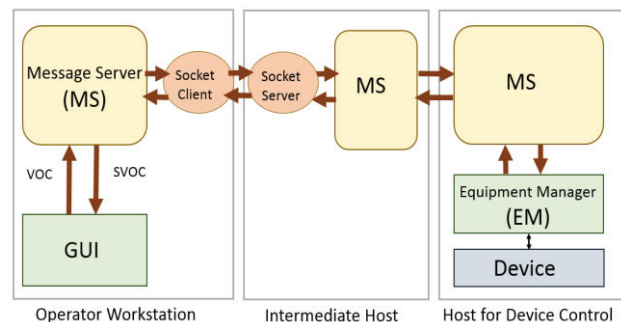 Message Server
(MS)
Socket
Client
Socket
Server
MS
MS
VOC
SVOC
GUI
Equipment Manager
(EM)
Device
Operator Workstation
Intermediate Host
Host for Device Control